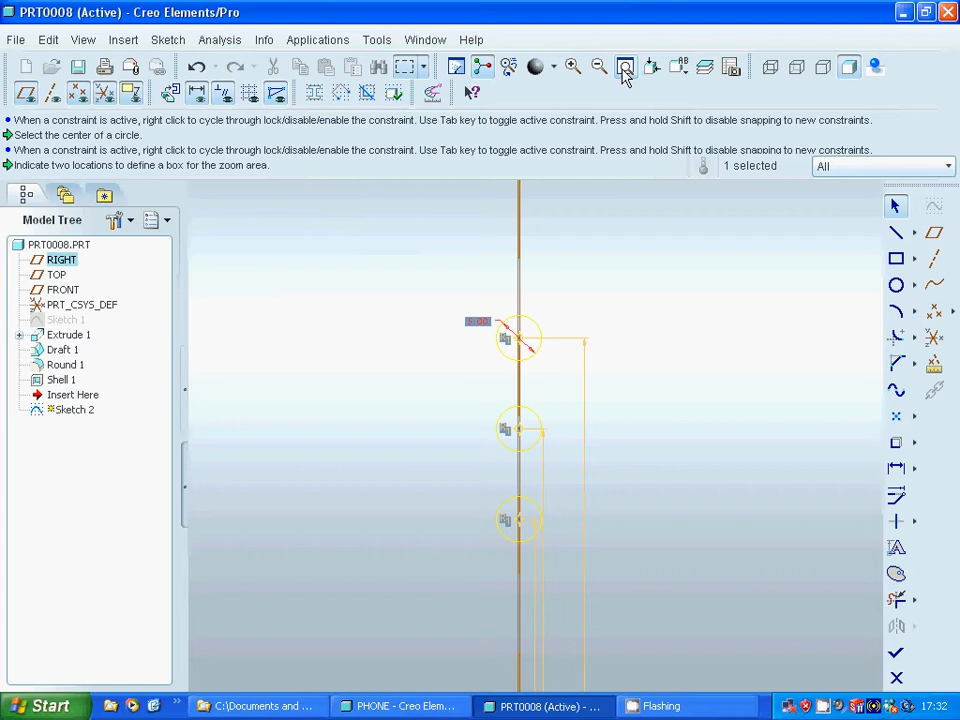 PRT0008 (Active) - Creo Elements/Pro
File Edit View Insert Sketch Analysis Info Applications Tools Window Help
When a constraint is active, right click to cycle through lock/disable/enable the constraint. Use Tab key to toggle active constraint. Press and hold Shift to disable snapping to new constraints.
Select the center of a circle.
When a constraint is active, right click to cycle through lock/disable/enable the constraint. Use Tab key to toggle active constraint. Press and hold Shift to disable snapping to new constraints.
Indicate two locations to define a box for the zoom area.
1 selected All
Model Tree
PRT0008.PRT
RIGHT
TOP
FRONT
PRT_CSYS_DEF
Sketch 1
Extrude 1
Draft 1
Round 1
Shell 1
Insert Here
Sketch 2
5.00
Start C:\Documents and ... PHONE - Creo Elem... PRT0008 (Active) - ... Flashing 17:32